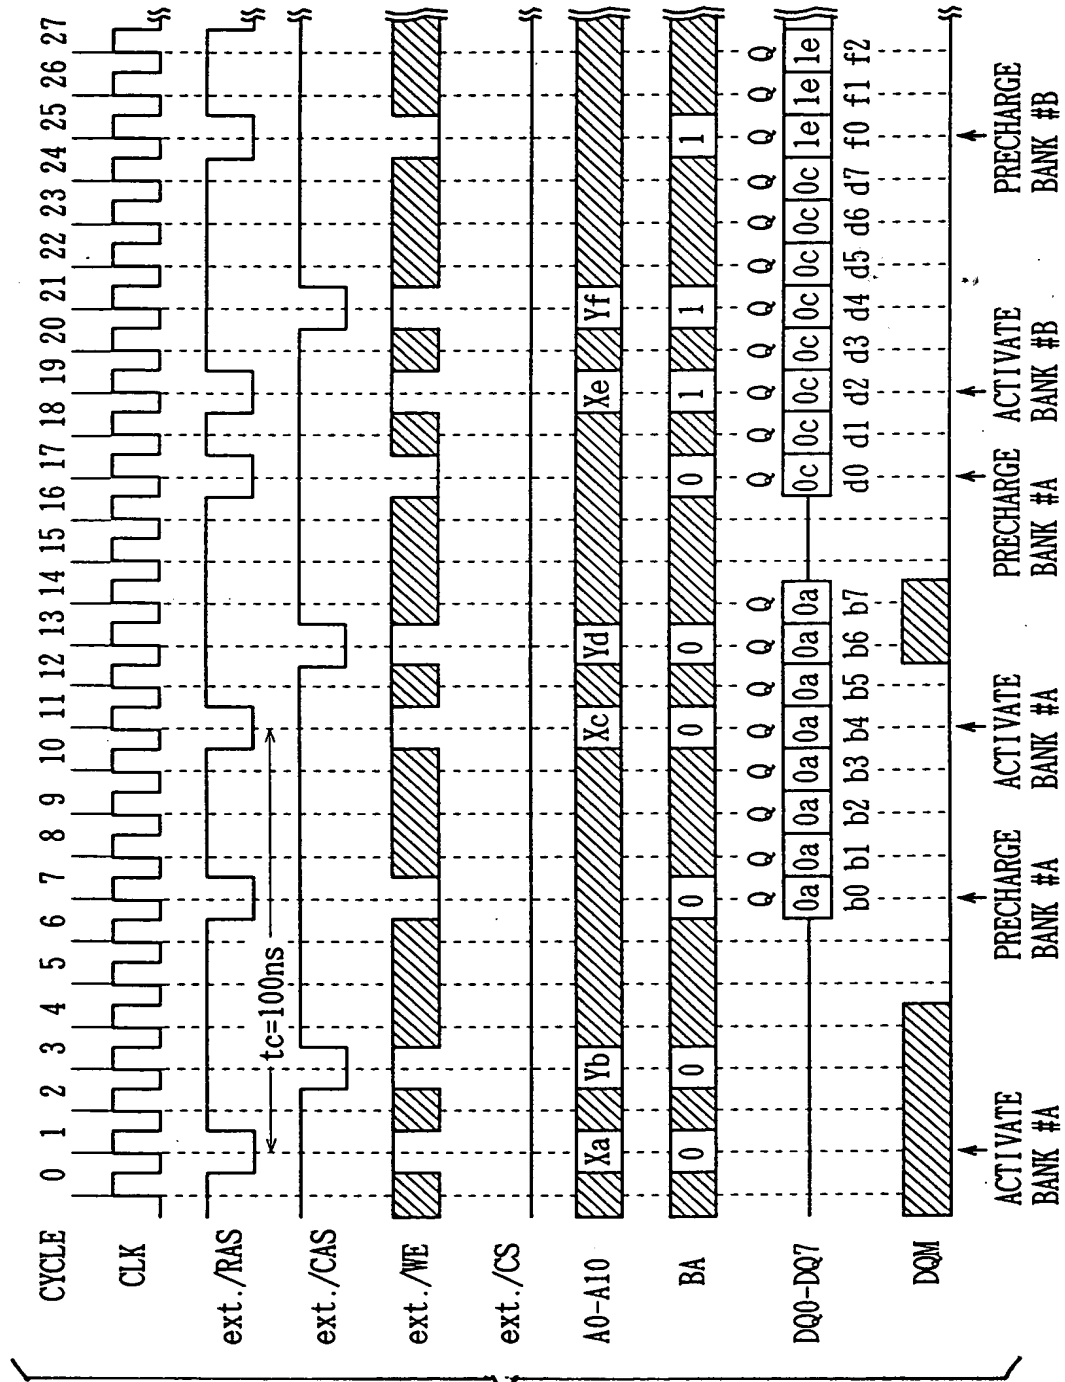 CYCLE 0 1 2 3 4 5 6 7 8 9 10 11 12 13 14 15 16 17 18 19 20 21 22 23 24 25 26 27
CLK
ext./RAS
tc=100ns
ext./CAS
ext./WE
ext./CS
A0-A10 Xa Yb Xc Yd Xe Yf
BA 0 0 0 0 0 0 1 1 1
Q Q Q Q Q Q Q Q Q Q Q Q Q Q Q Q Q Q Q
DQ0-DQ7 0a 0a 0a 0a 0a 0a 0a 0a 0c 0c 0c 0c 0c 0c 0c 0c 1e 1e 1e
b0 b1 b2 b3 b4 b5 b6 b7 d0 d1 d2 d3 d4 d5 d6 d7 f0 f1 f2
DQM
ACTIVATE BANK #A
PRECHARGE BANK #A
ACTIVATE BANK #A
PRECHARGE BANK #A
ACTIVATE BANK #B
PRECHARGE BANK #B